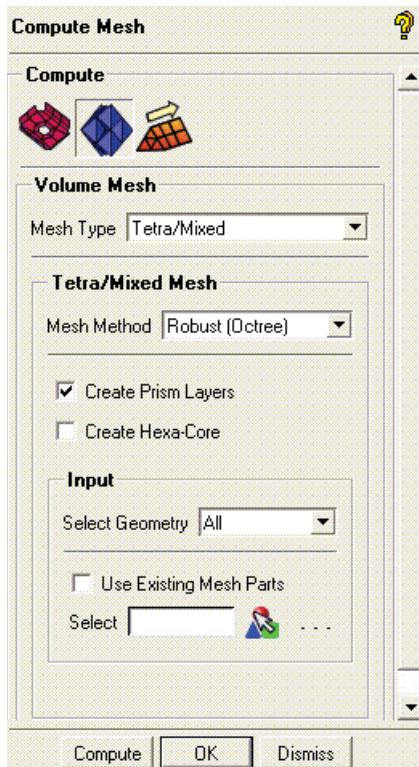 Compute Mesh
Compute
Volume Mesh
Mesh Type Tetra/Mixed
Tetra/Mixed Mesh
Mesh Method Robust (Octree)
Create Prism Layers
Create Hexa-Core
Input
Select Geometry All
Use Existing Mesh Parts
Select ...
Compute OK Dismiss